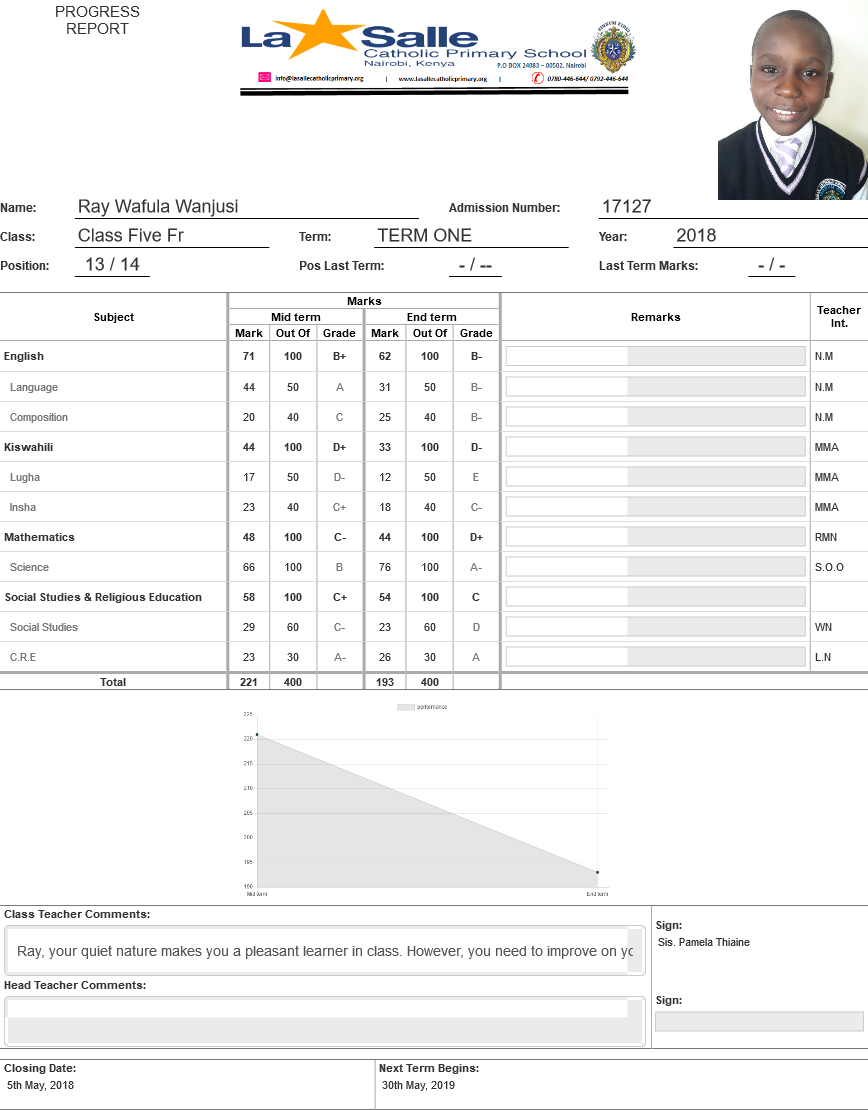 PROGRESS
REPORT
La Salle
Catholic Primary School
Nairobi, Kenya
P.O BOX 24083 – 00502, Nairobi
info@lasallecatholicprimary.org | www.lasallecatholicprimary.org | 0780-446-644/ 0792-446-644
Name: Ray Wafula Wanjusi Admission Number: 17127
Class: Class Five Fr Term: TERM ONE Year: 2018
Position: 13 / 14 Pos Last Term: - / -- Last Term Marks: - / -
Subject Marks Remarks Teacher Int.
Mid term End term
Mark Out Of Grade Mark Out Of Grade
English 71 100 B+ 62 100 B- N.M
Language 44 50 A 31 50 B- N.M
Composition 20 40 C 25 40 B- N.M
Kiswahili 44 100 D+ 33 100 D- MMA
Lugha 17 50 D- 12 50 E MMA
Insha 23 40 C+ 18 40 C- MMA
Mathematics 48 100 C- 44 100 D+ RMN
Science 66 100 B 76 100 A- S.O.O
Social Studies & Religious Education 58 100 C+ 54 100 C
Social Studies 29 60 C- 23 60 D WN
C.R.E 23 30 A- 26 30 A L.N
Total 221 400 193 400
performance
225
220
215
210
205
200
195
190
Mid term End term
Class Teacher Comments:
Ray, your quiet nature makes you a pleasant learner in class. However, you need to improve on yo
Sign:
Sis. Pamela Thiaine
Head Teacher Comments:
Sign:
Closing Date: Next Term Begins:
5th May, 2018 30th May, 2019